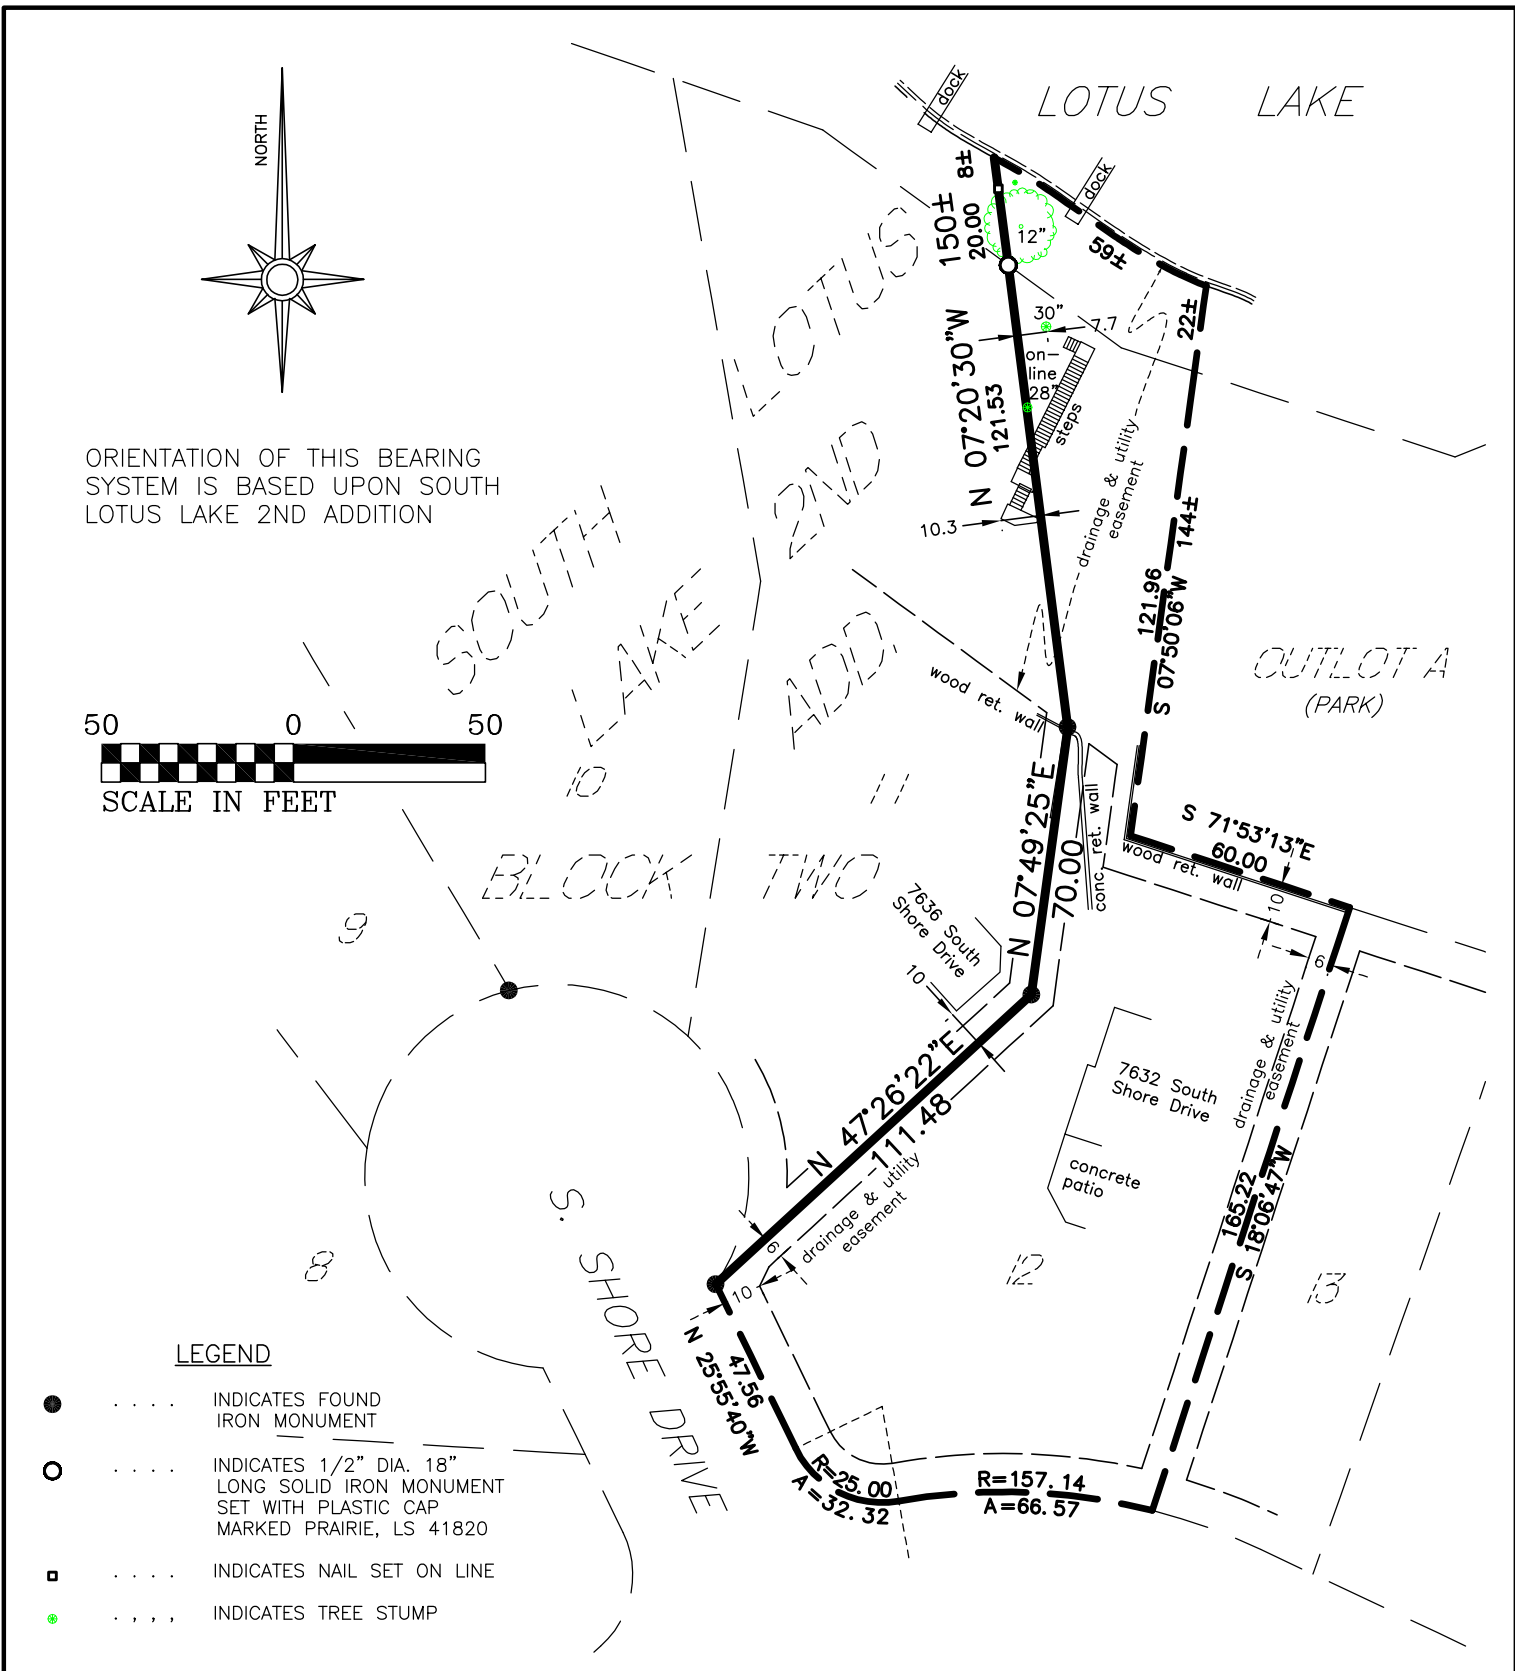 LOTUS LAKE
dock
dock
NORTH
8±
150±
20.00
12"
59±
22±
30"
7.7
on-
line
28"
N 07°20'30"W
121.53
steps
10.3
drainage & utility
easement
144±
121.96
S 07°50'06"W
ORIENTATION OF THIS BEARING
SYSTEM IS BASED UPON SOUTH
LOTUS LAKE 2ND ADDITION
SOUTH
LOTUS
LAKE
2ND
ADD.
OUTLOT A
(PARK)
50 0 50
SCALE IN FEET
wood ret. wall
10
11
BLOCK TWO
9
N 07°49'25"E
70.00
conc. ret. wall
S 71°53'13"E
60.00
wood ret. wall
10
6
7636 South
Shore Drive
10
N 47°26'22"E
111.48
drainage & utility
easement
6
10
7632 South
Shore Drive
concrete
patio
drainage & utility
easement
165.22
S 18°06'47"W
8
12
13
S. SHORE DRIVE
N 25°55'40"W
47.56
R=25.00
A=32.32
R=157.14
A=66.57
LEGEND
. . . . INDICATES FOUND
IRON MONUMENT
. . . . INDICATES 1/2" DIA. 18"
LONG SOLID IRON MONUMENT
SET WITH PLASTIC CAP
MARKED PRAIRIE, LS 41820
. . . . INDICATES NAIL SET ON LINE
. , , , INDICATES TREE STUMP